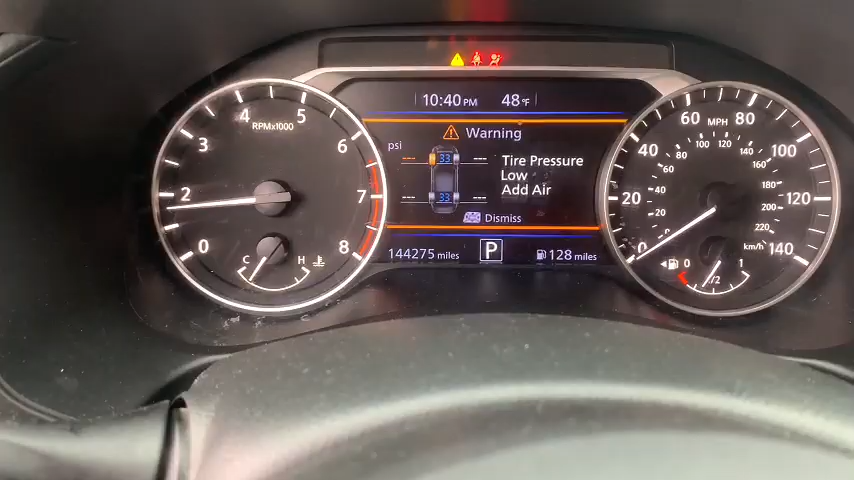 10:40 PM 48 °F
Warning
psi
--- 33 ---
Tire Pressure
Low
Add Air
--- 33 ---
Dismiss
144275 miles P 128 miles
RPMx1000
0 2 3 4 5 6 7 8
C H
MPH
0 20 40 60 80 100 120 140
20 40 60 80 100 120 140 160 180 200 220
km/h
0 1/2 1